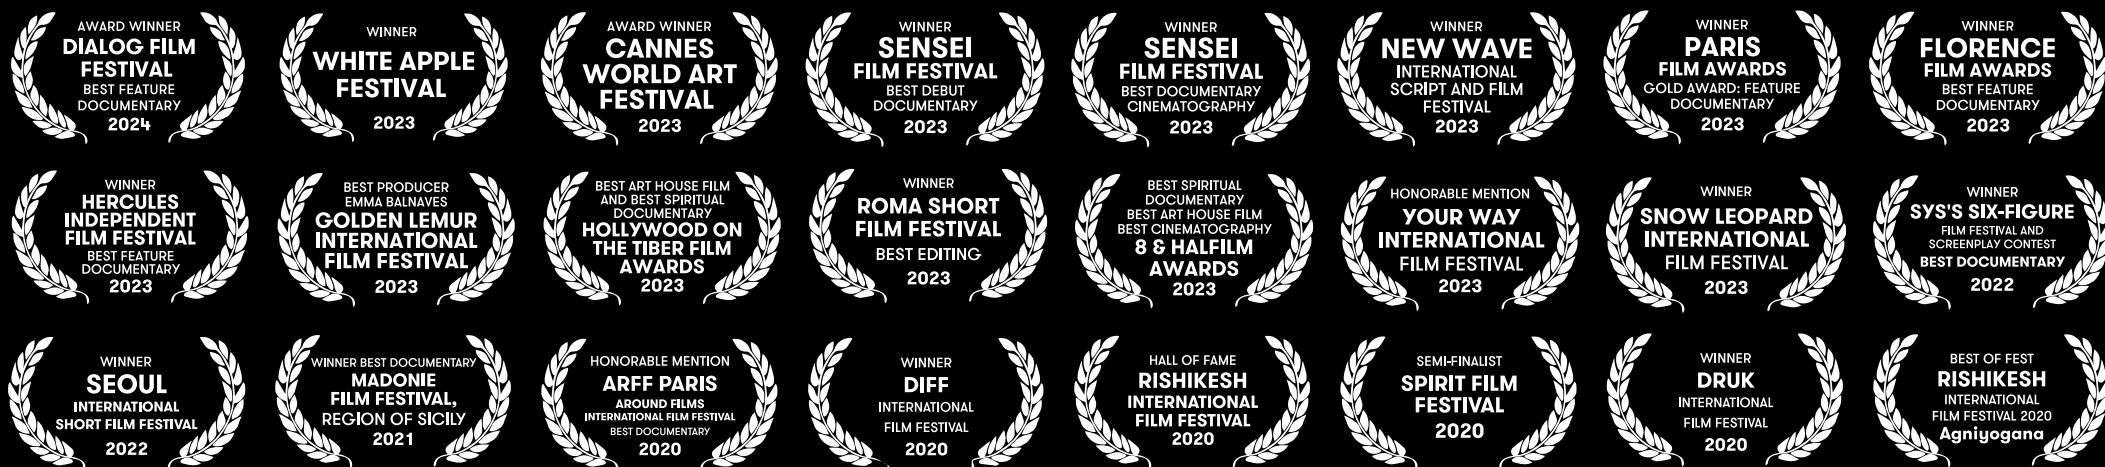 AWARD WINNER
DIALOG FILM
FESTIVAL
BEST FEATURE
DOCUMENTARY
2024
WINNER
WHITE APPLE
FESTIVAL
2023
AWARD WINNER
CANNES
WORLD ART
FESTIVAL
2023
WINNER
SENSEI
FILM FESTIVAL
BEST DEBUT
DOCUMENTARY
2023
WINNER
SENSEI
FILM FESTIVAL
BEST DOCUMENTARY
CINEMATOGRAPHY
2023
WINNER
NEW WAVE
INTERNATIONAL
SCRIPT AND FILM
FESTIVAL
2023
WINNER
PARIS
FILM AWARDS
GOLD AWARD: FEATURE
DOCUMENTARY
2023
WINNER
FLORENCE
FILM AWARDS
BEST FEATURE
DOCUMENTARY
2023
WINNER
HERCULES
INDEPENDENT
FILM FESTIVAL
BEST FEATURE
DOCUMENTARY
2023
BEST PRODUCER
EMMA BALNAVES
GOLDEN LEMUR
INTERNATIONAL
FILM FESTIVAL
2023
BEST ART HOUSE FILM
AND BEST SPIRITUAL
DOCUMENTARY
HOLLYWOOD ON
THE TIBER FILM
AWARDS
2023
WINNER
ROMA SHORT
FILM FESTIVAL
BEST EDITING
2023
BEST SPIRITUAL
DOCUMENTARY
BEST ART HOUSE FILM
BEST CINEMATOGRAPHY
8 & HALFILM
AWARDS
2023
HONORABLE MENTION
YOUR WAY
INTERNATIONAL
FILM FESTIVAL
2023
WINNER
SNOW LEOPARD
INTERNATIONAL
FILM FESTIVAL
2023
WINNER
SYS'S SIX-FIGURE
FILM FESTIVAL AND
SCREENPLAY CONTEST
BEST DOCUMENTARY
2022
WINNER
SEOUL
INTERNATIONAL
SHORT FILM FESTIVAL
2022
WINNER BEST DOCUMENTARY
MADONIE
FILM FESTIVAL,
REGION OF SICILY
2021
HONORABLE MENTION
ARFF PARIS
AROUND FILMS
INTERNATIONAL FILM FESTIVAL
BEST DOCUMENTARY
2020
WINNER
DIFF
INTERNATIONAL
FILM FESTIVAL
2020
HALL OF FAME
RISHIKESH
INTERNATIONAL
FILM FESTIVAL
2020
SEMI-FINALIST
SPIRIT FILM
FESTIVAL
2020
WINNER
DRUK
INTERNATIONAL
FILM FESTIVAL
2020
BEST OF FEST
RISHIKESH
INTERNATIONAL
FILM FESTIVAL 2020
Agniyogana